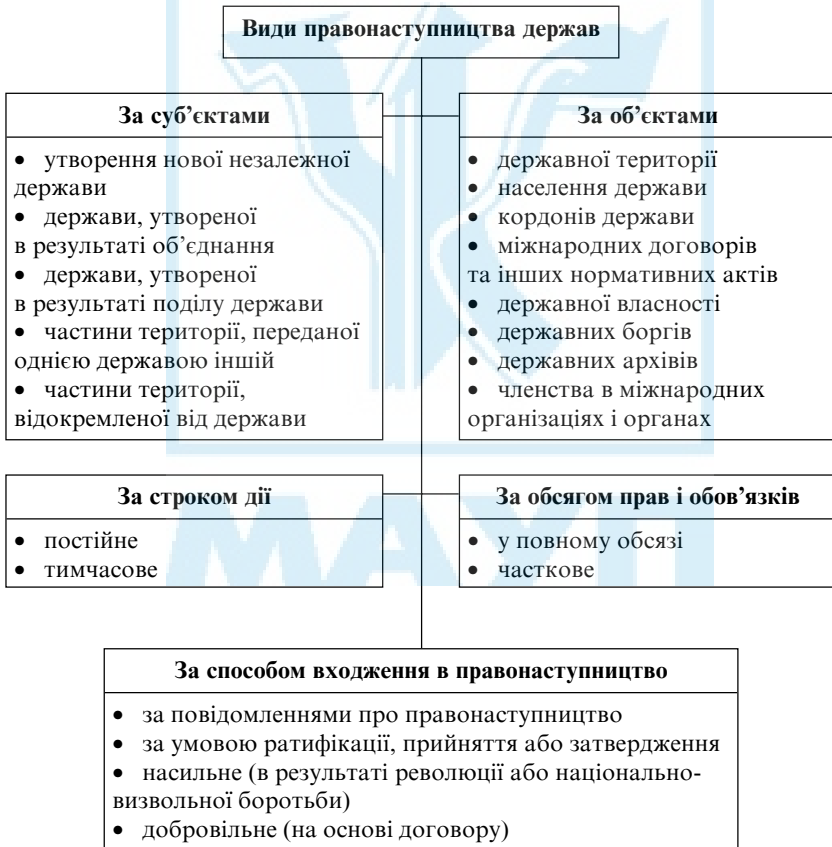 Види правонаступництва держав
За суб’єктами
• утворення нової незалежної
держави
• держави, утвореної
в результаті об’єднання
• держави, утвореної
в результаті поділу держави
• частини території, переданої
однією державою іншій
• частини території,
відокремленої від держави
За об’єктами
• державної території
• населення держави
• кордонів держави
• міжнародних договорів
та інших нормативних актів
• державної власності
• державних боргів
• державних архівів
• членства в міжнародних
організаціях і органах
За строком дії
• постійне
• тимчасове
За обсягом прав і обов’язків
• у повному обсязі
• часткове
МАУП
За способом входження в правонаступництво
• за повідомленнями про правонаступництво
• за умовою ратифікації, прийняття або затвердження
• насильне (в результаті революції або національно-
визвольної боротьби)
• добровільне (на основі договору)